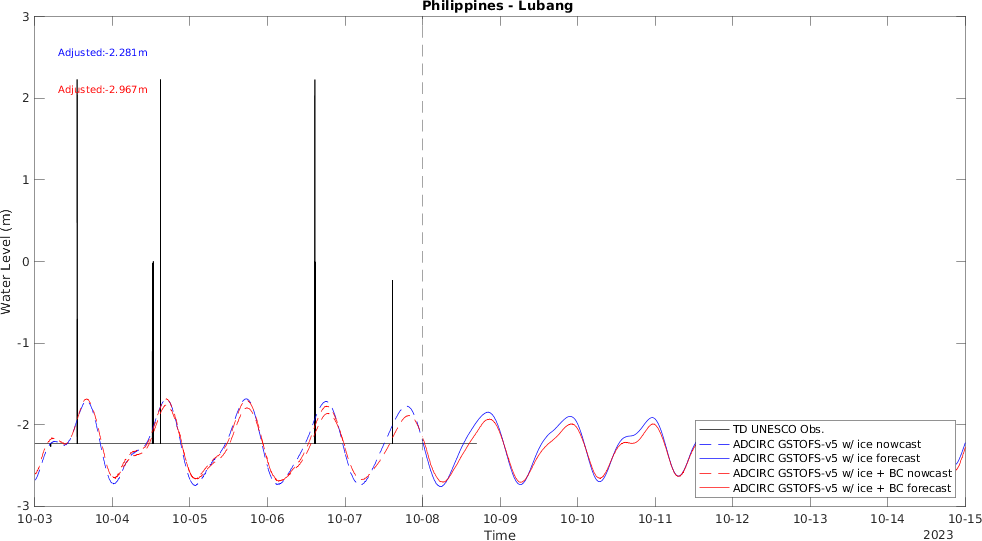 Philippines - Lubang
Adjusted:-2.281m
Adjusted:-2.967m
Water Level (m)
3
2
1
0
-1
-2
-3
TD UNESCO Obs.
ADCIRC GSTOFS-v5 w/ ice nowcast
ADCIRC GSTOFS-v5 w/ ice forecast
ADCIRC GSTOFS-v5 w/ ice + BC nowcast
ADCIRC GSTOFS-v5 w/ ice + BC forecast
10-03 10-04 10-05 10-06 10-07 10-08 10-09 10-10 10-11 10-12 10-13 10-14 10-15
Time
2023